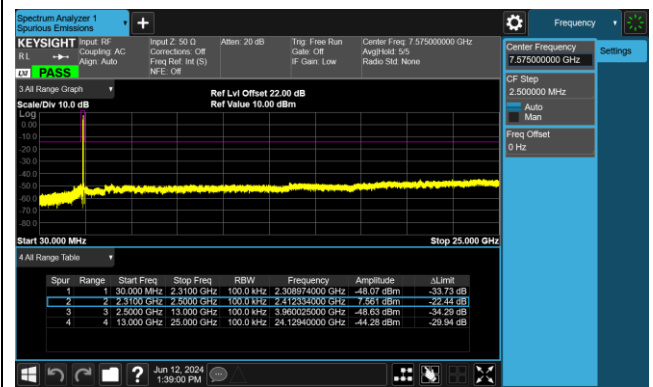 Spectrum Analyzer 1
Spurious Emissions
Frequency
KEYSIGHT Input: RF Input Z: 50 Ω Atten: 20 dB Trig: Free Run Center Freq: 7.575000000 GHz
RL Coupling: AC Corrections: Off Gate: Off Avg|Hold: 5/5
Align: Auto Freq Ref: Int (S) IF Gain: Low Radio Std: None
LXI PASS NFE: Off
Center Frequency
7.575000000 GHz
Settings
CF Step
2.500000 MHz
Auto
Man
Freq Offset
0 Hz
3 All Range Graph
Ref Lvl Offset 22.00 dB
Scale/Div 10.0 dB Ref Value 10.00 dBm
Log
0.00
-10.0
-20.0
-30.0
-40.0
-50.0
-60.0
-70.0
-80.0
Start 30.000 MHz Stop 25.000 GHz
4 All Range Table
Spur Range Start Freq Stop Freq RBW Frequency Amplitude ΔLimit
1 1 30.000 MHz 2.3100 GHz 100.0 kHz 2.308974000 GHz -48.07 dBm -33.73 dB
2 2 2.3100 GHz 2.5000 GHz 100.0 kHz 2.412334000 GHz 7.561 dBm -22.44 dB
3 3 2.5000 GHz 13.000 GHz 100.0 kHz 3.960025000 GHz -48.63 dBm -34.29 dB
4 4 13.000 GHz 25.000 GHz 100.0 kHz 24.12940000 GHz -44.28 dBm -29.94 dB
Jun 12, 2024
1:39:00 PM